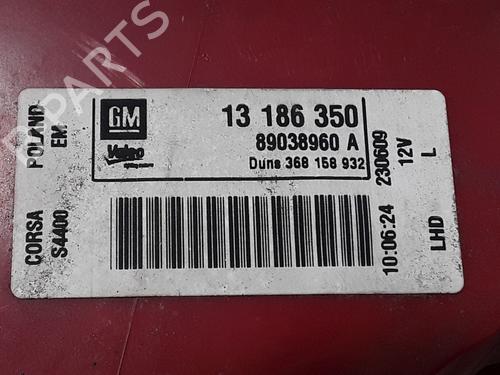 GM
13 186 350
89038960 A
Valeo
Duns 368 158 932
POLAND
EM
CORSA
S4400
230609
12V
L
10:06:24
LHD
B-PARTS